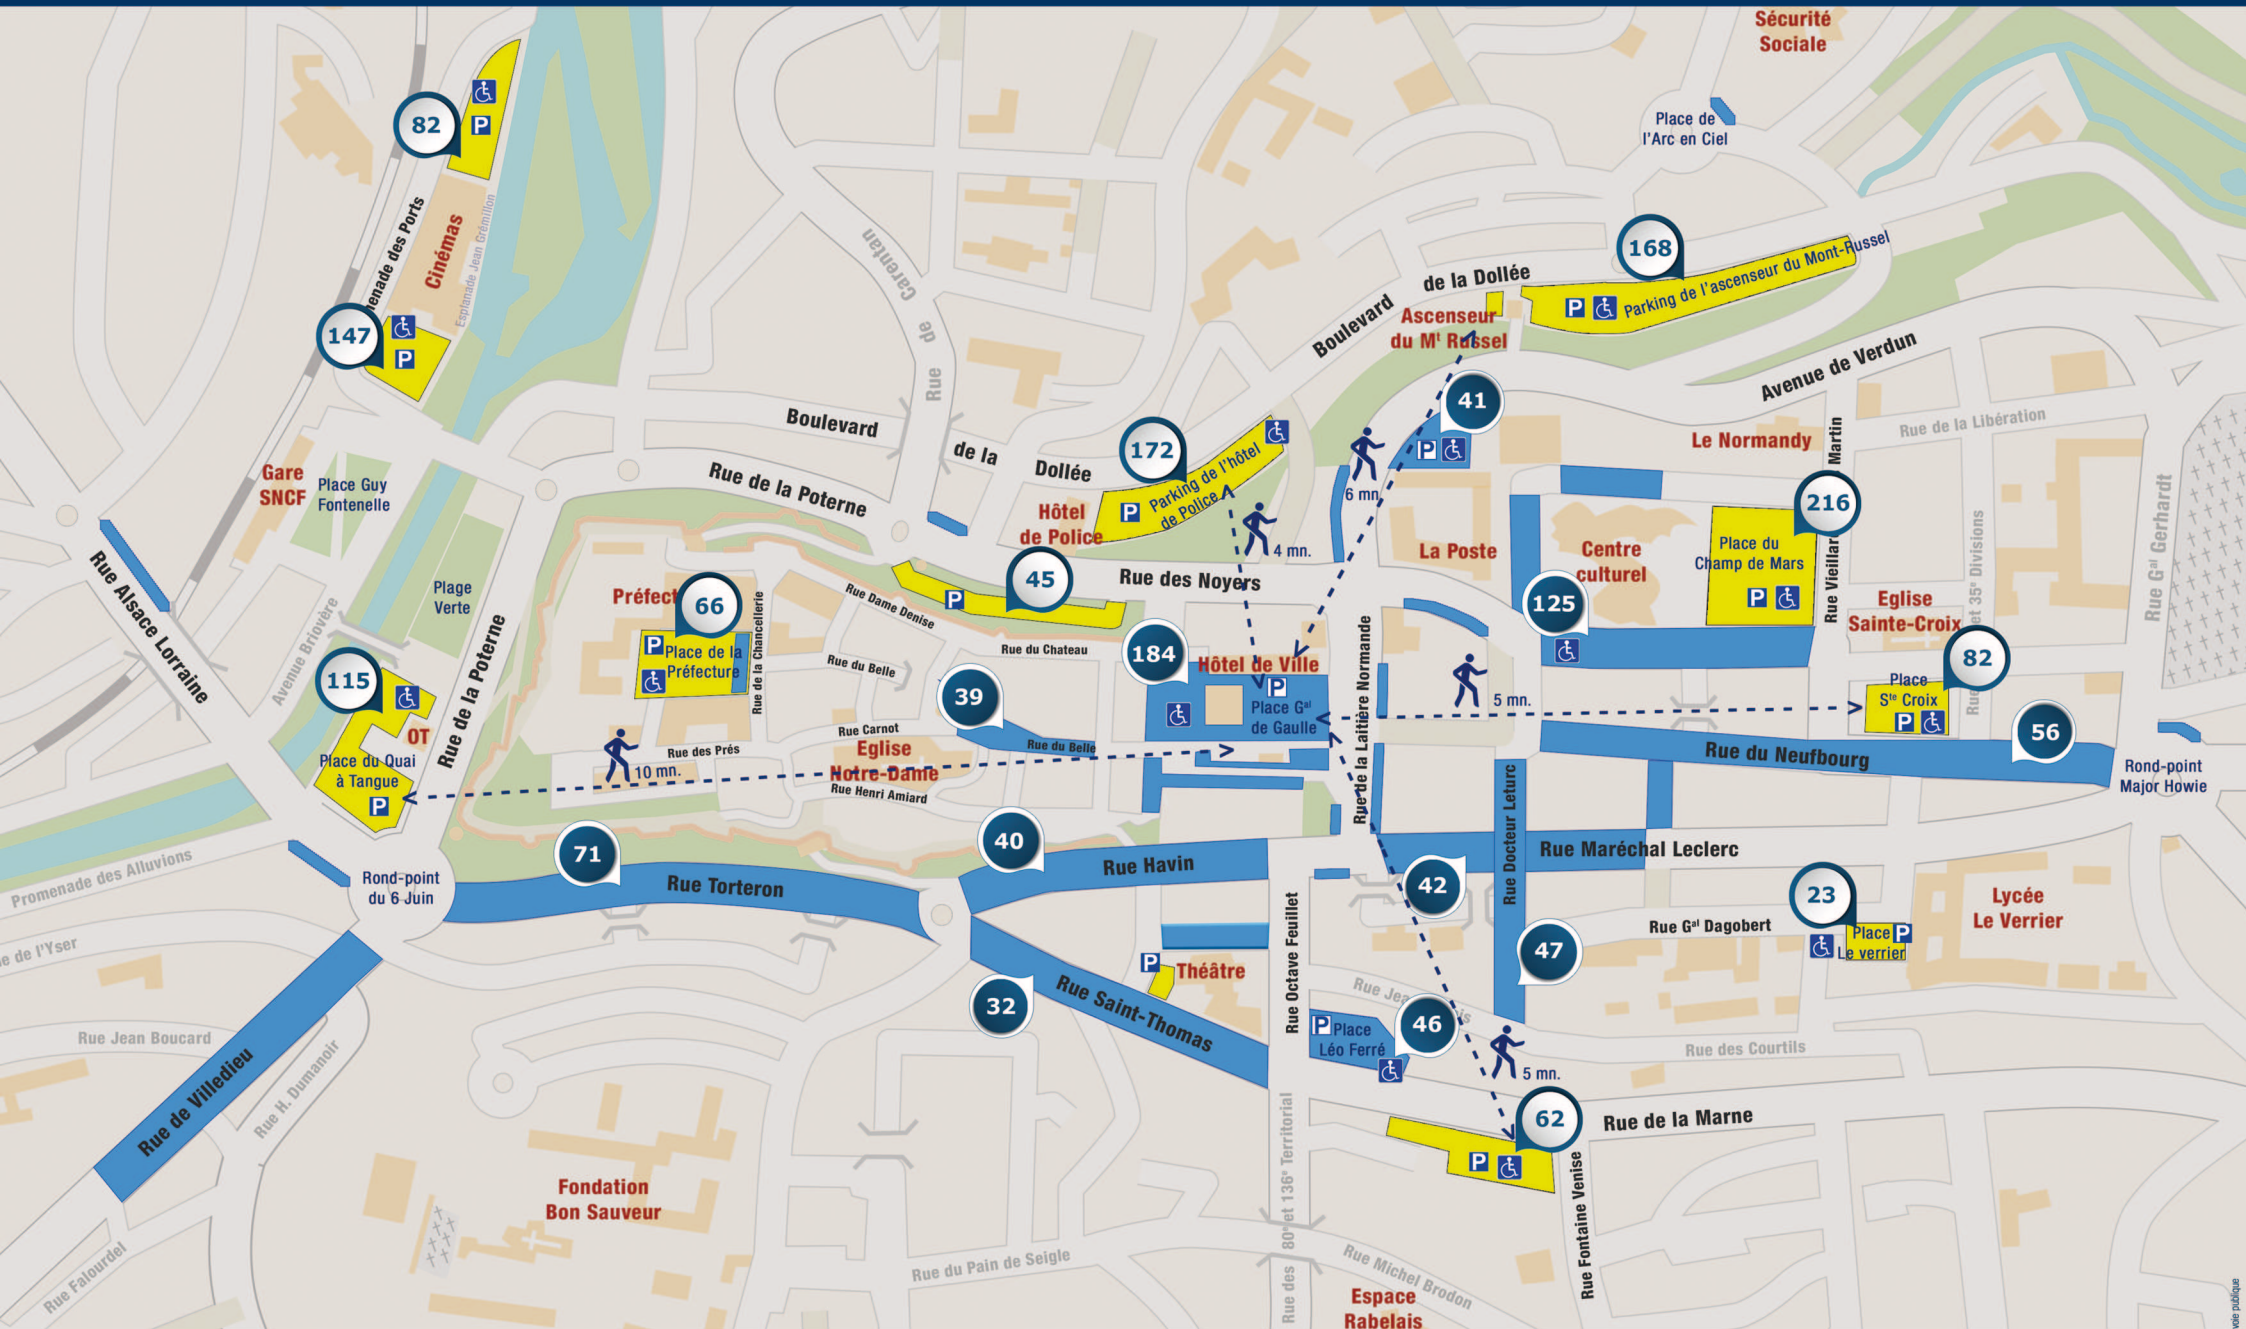 Sécurité
Sociale
Place de
l'Arc en Ciel
82
P
Cinémas
Esplanade Jean Grémillon
enade des Ports
147
P
Rue de Carentan
168
P
Parking de l'ascenseur du Mont-Russel
Boulevard de la Dollée
Ascenseur
du Mt Russel
Avenue de Verdun
41
P
6 mn.
Le Normandy
Rue de la Libération
Boulevard de la Dollée
172
P
Parking de l'hôtel
de Police
4 mn.
Hôtel
de Police
Rue de la Poterne
Gare
SNCF
Place Guy
Fontenelle
Rue Alsace Lorraine
Plage
Verte
Avenue Briovère
Rue de la Poterne
Préfect
66
P
Place de la
Préfecture
Rue de la Chancellerie
45
P
Rue des Noyers
Rue Dame Denise
Rue du Chateau
Rue du Belle
184
Hôtel de Ville
P
Place Gal
de Gaulle
La Poste
Centre
culturel
125
216
Place du
Champ de Mars
P
Rue Vieillard Martin
Eglise
Sainte-Croix
et 35e Divisions
Rue Gal Gerhardt
82
Place
Ste Croix
P
5 mn.
56
Rue du Neufbourg
Rond-point
Major Howie
115
OT
Place du Quai
à Tangue
P
10 mn.
39
Rue du Belle
Rue Carnot
Rue des Prés
Eglise
Notre-Dame
Rue Henri Amiard
Rue de la Laitière Normande
Rue Docteur Leturc
Rue Maréchal Leclerc
40
Rue Havin
71
Rue Torteron
Rond-point
du 6 Juin
Promenade des Alluvions
e de l'Yser
42
23
Rue Gal Dagobert
Place P
Le verrier
Lycée
Le Verrier
47
P
Théâtre
Rue Octave Feuillet
32
Rue Saint-Thomas
46
P Place
Léo Ferré
Rue des Courtils
5 mn.
62
P
Rue de la Marne
Rue Fontaine Venise
Rue Jean Boucard
Rue de Villedieu
Rue H. Dumanoir
Rue Falourdel
Fondation
Bon Sauveur
Rue du Pain de Seigle
Rue des 80e et 136e Territorial
Rue Michel Brodon
Espace
Rabelais
voie publique